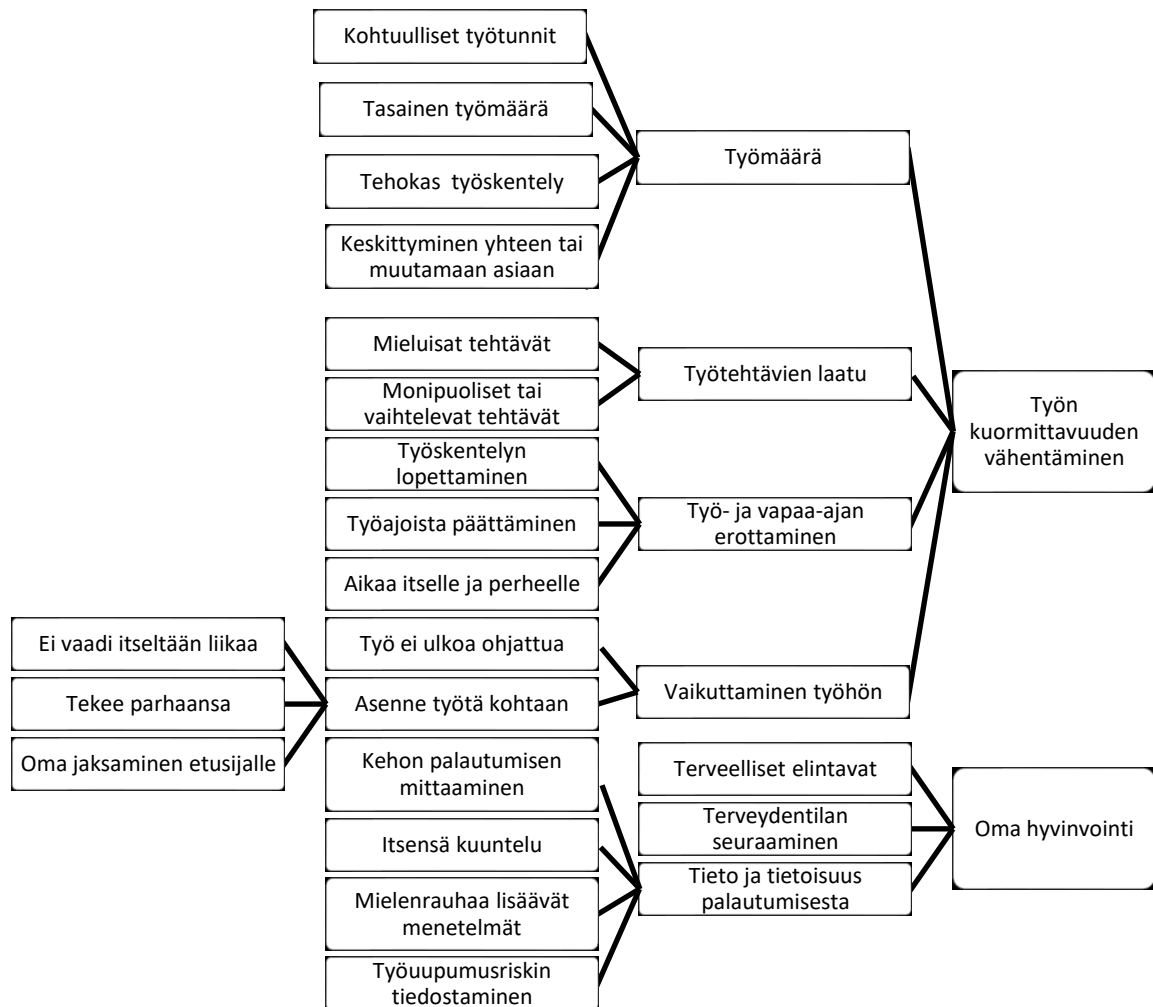 Kohtuulliset työtunnit
Tasainen työmäärä
Tehokas työskentely
Keskittyminen yhteen tai
muutamaan asiaan
Työmäärä
Mieluisat tehtävät
Monipuoliset tai
vaihtelevat tehtävät
Työtehtävien laatu
Työskentelyn
lopettaminen
Työajoista päättäminen
Aikaa itselle ja perheelle
Työ- ja vapaa-ajan
erottaminen
Työn
kuormittavuuden
vähentäminen
Ei vaadi itseltään liikaa
Tekee parhaansa
Oma jaksaminen etusijalle
Työ ei ulkoa ohjattua
Asenne työtä kohtaan
Vaikuttaminen työhön
Kehon palautumisen
mittaaminen
Itsensä kuuntelu
Mielenrauhaa lisäävät
menetelmät
Työuupumusriskin
tiedostaminen
Terveelliset elintavat
Terveydentilan
seuraaminen
Tieto ja tietoisuus
palautumisesta
Oma hyvinvointi